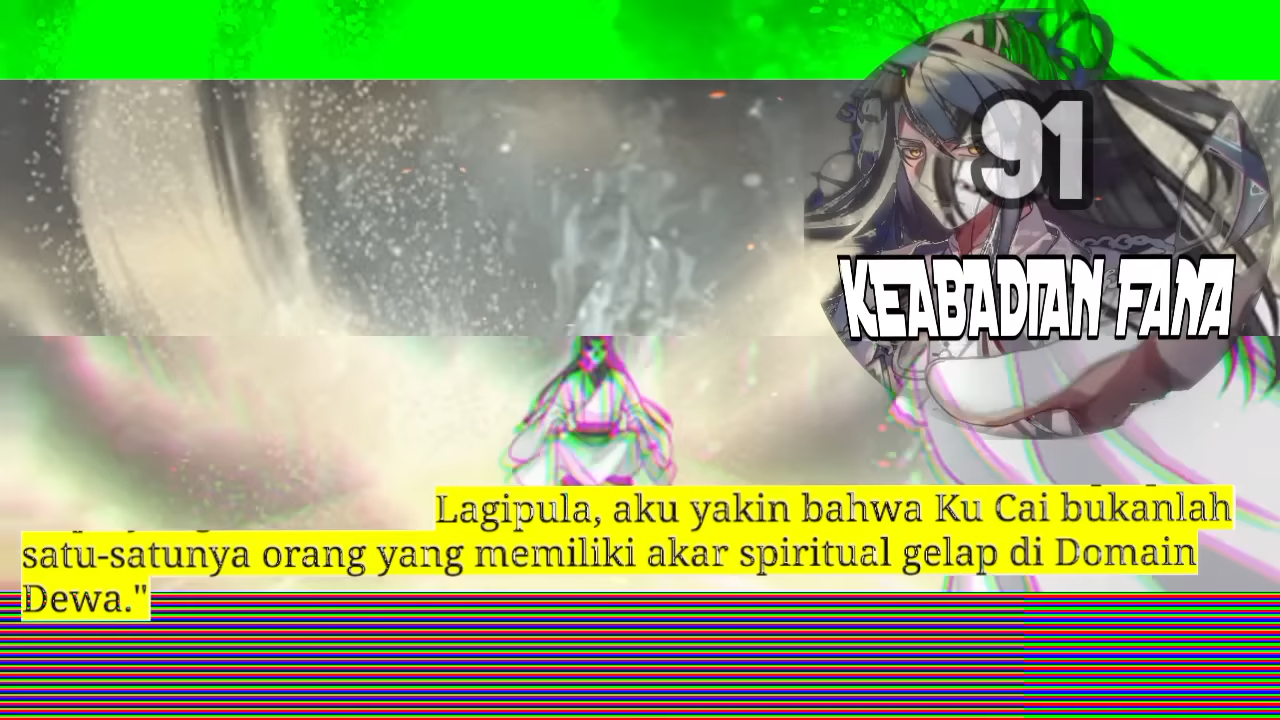 91
KEABADIAN FANA
Lagipula, aku yakin bahwa Ku Cai bukanlah
satu-satunya orang yang memiliki akar spiritual gelap di Domain
Dewa."